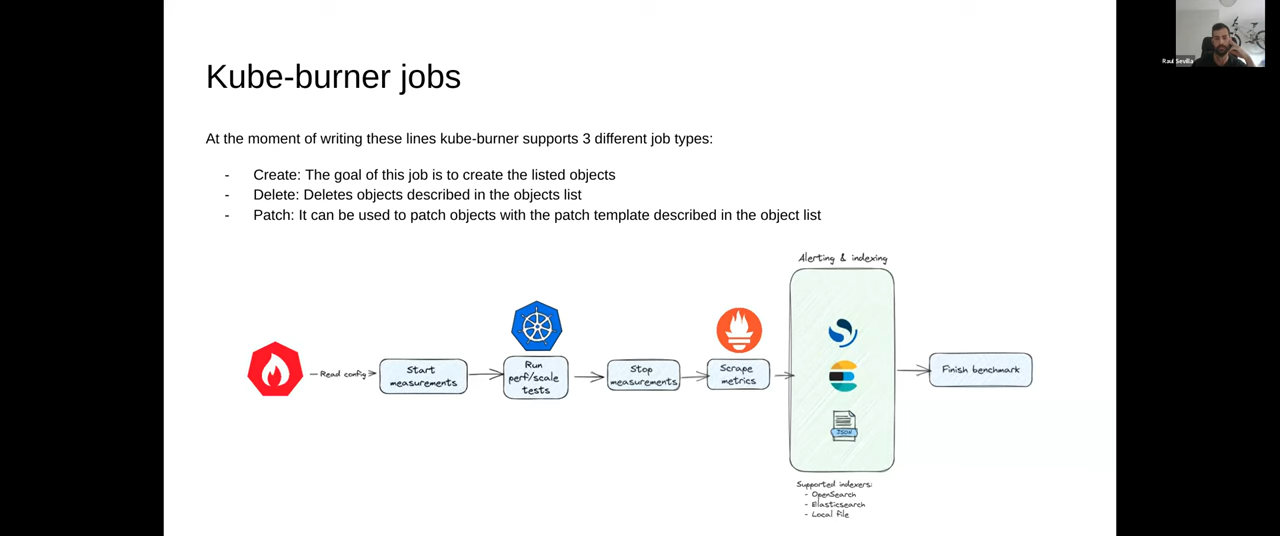 Kube-burner jobs
Raul Sevilla
At the moment of writing these lines kube-burner supports 3 different job types:
- Create: The goal of this job is to create the listed objects
- Delete: Deletes objects described in the objects list
- Patch: It can be used to patch objects with the patch template described in the object list
Alerting & indexing
Read config
Start
measurements
Run
perf/scale
tests
Stop
measurements
Scrape
metrics
JSON
Finish benchmark
Supported indexers:
- OpenSearch
- Elasticsearch
- Local file